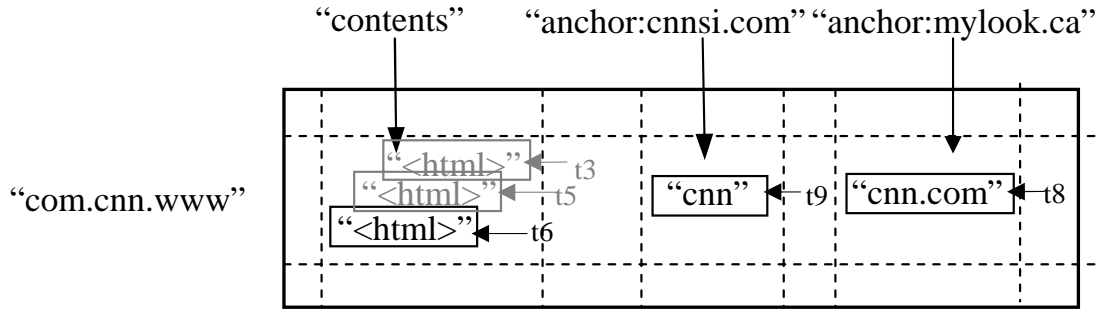 “contents” “anchor:cnnsi.com” “anchor:mylook.ca”
“<html>” t3
“com.cnn.www” “<html>” t5 “cnn” t9 “cnn.com” t8
“<html>” t6